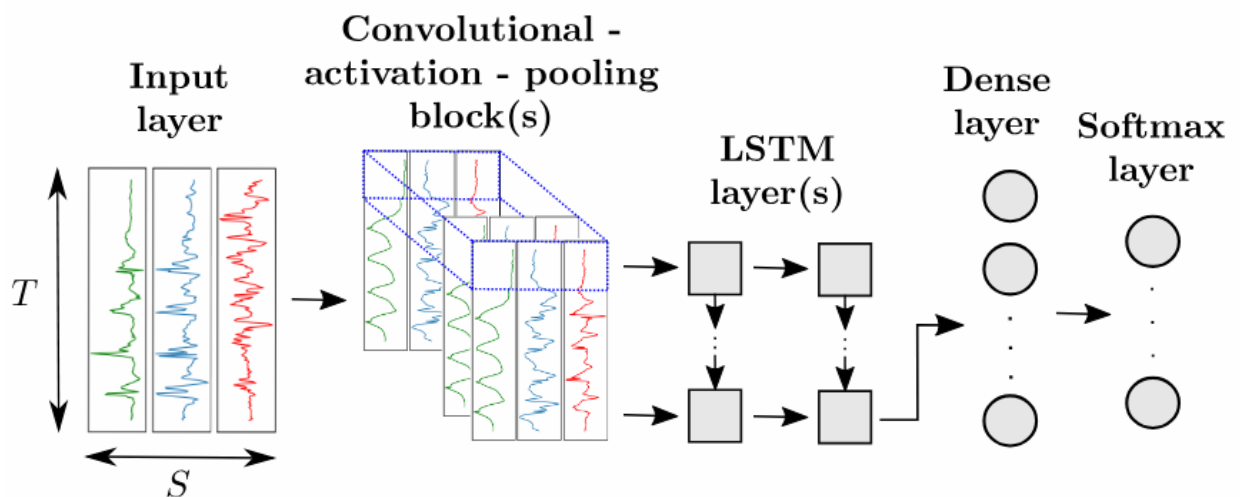 Input
layer
Convolutional -
activation - pooling
block(s)
LSTM
layer(s)
Dense
layer
Softmax
layer
T
S